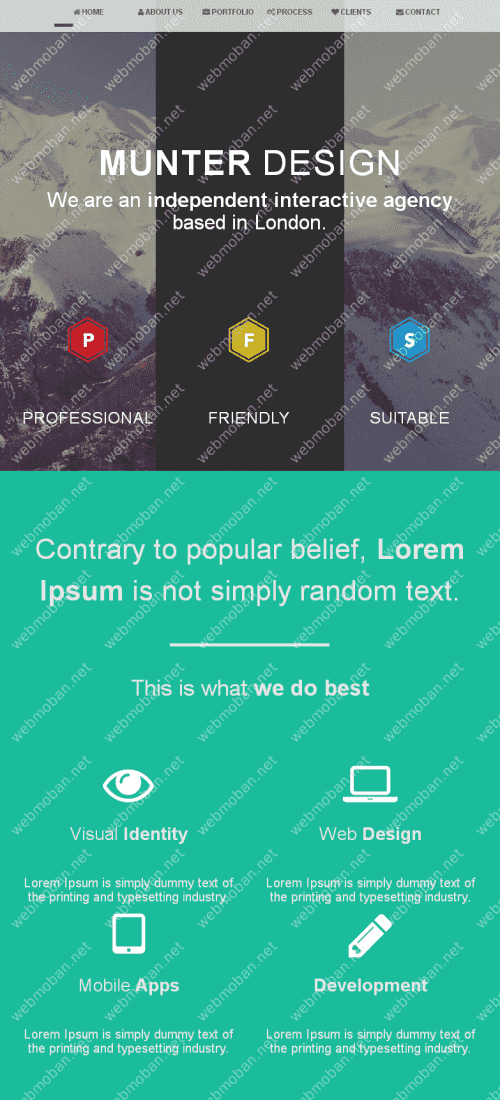 HOME ABOUT US PORTFOLIO PROCESS CLIENTS CONTACT
MUNTER DESIGN
We are an independent interactive agency
based in London.
P F S
PROFESSIONAL FRIENDLY SUITABLE
Contrary to popular belief, Lorem
Ipsum is not simply random text.
This is what we do best
Visual Identity Web Design
Lorem Ipsum is simply dummy text of Lorem Ipsum is simply dummy text of
the printing and typesetting industry. the printing and typesetting industry.
Mobile Apps Development
Lorem Ipsum is simply dummy text of Lorem Ipsum is simply dummy text of
the printing and typesetting industry. the printing and typesetting industry.
webmoban.net